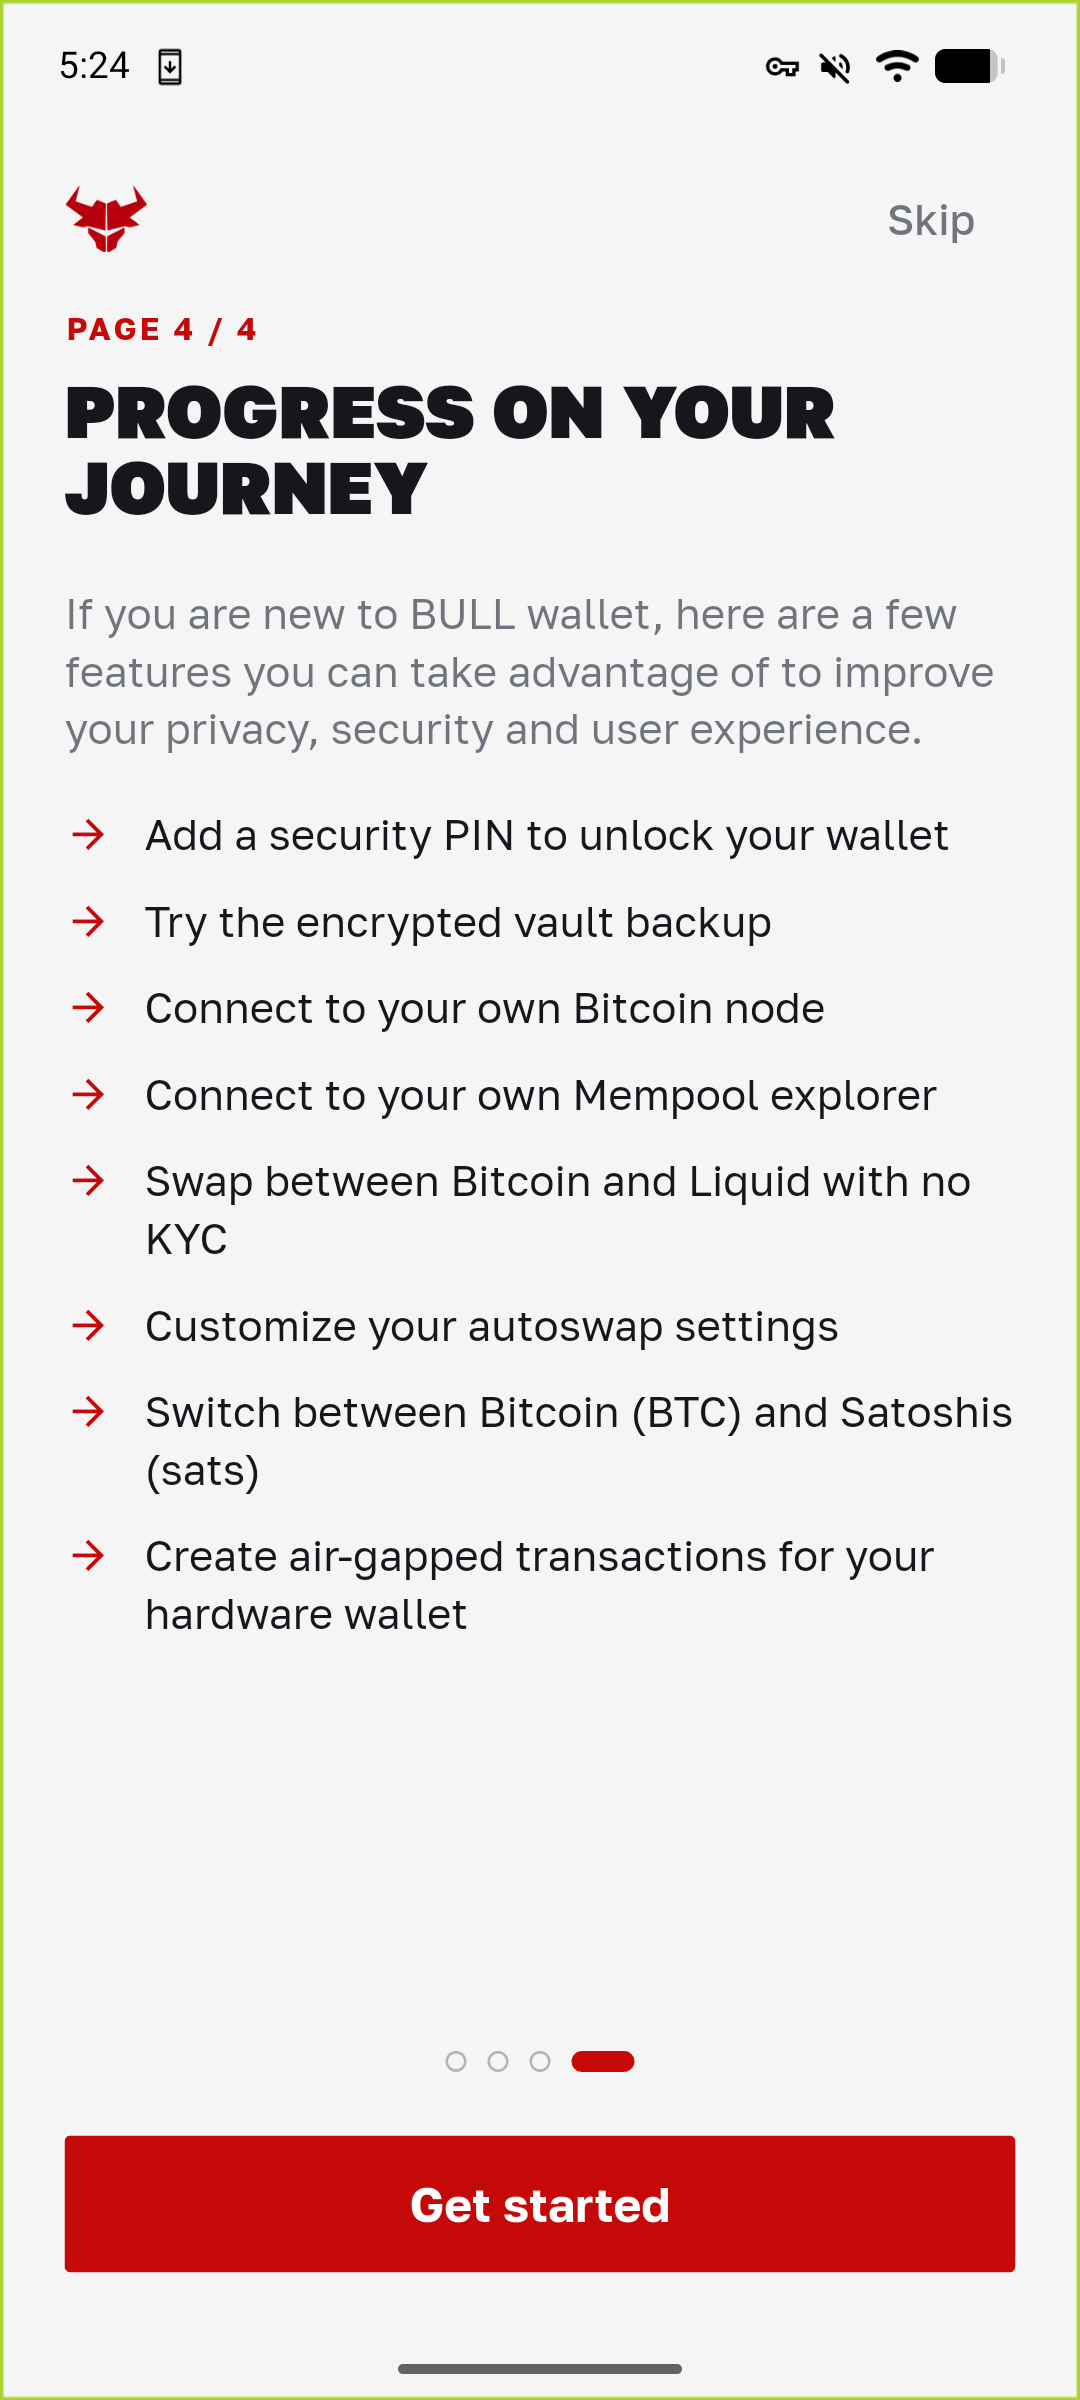 5:24
Skip
PAGE 4 / 4
PROGRESS ON YOUR
JOURNEY
If you are new to BULL wallet, here are a few
features you can take advantage of to improve
your privacy, security and user experience.
Add a security PIN to unlock your wallet
Try the encrypted vault backup
Connect to your own Bitcoin node
Connect to your own Mempool explorer
Swap between Bitcoin and Liquid with no
KYC
Customize your autoswap settings
Switch between Bitcoin (BTC) and Satoshis
(sats)
Create air-gapped transactions for your
hardware wallet
Get started